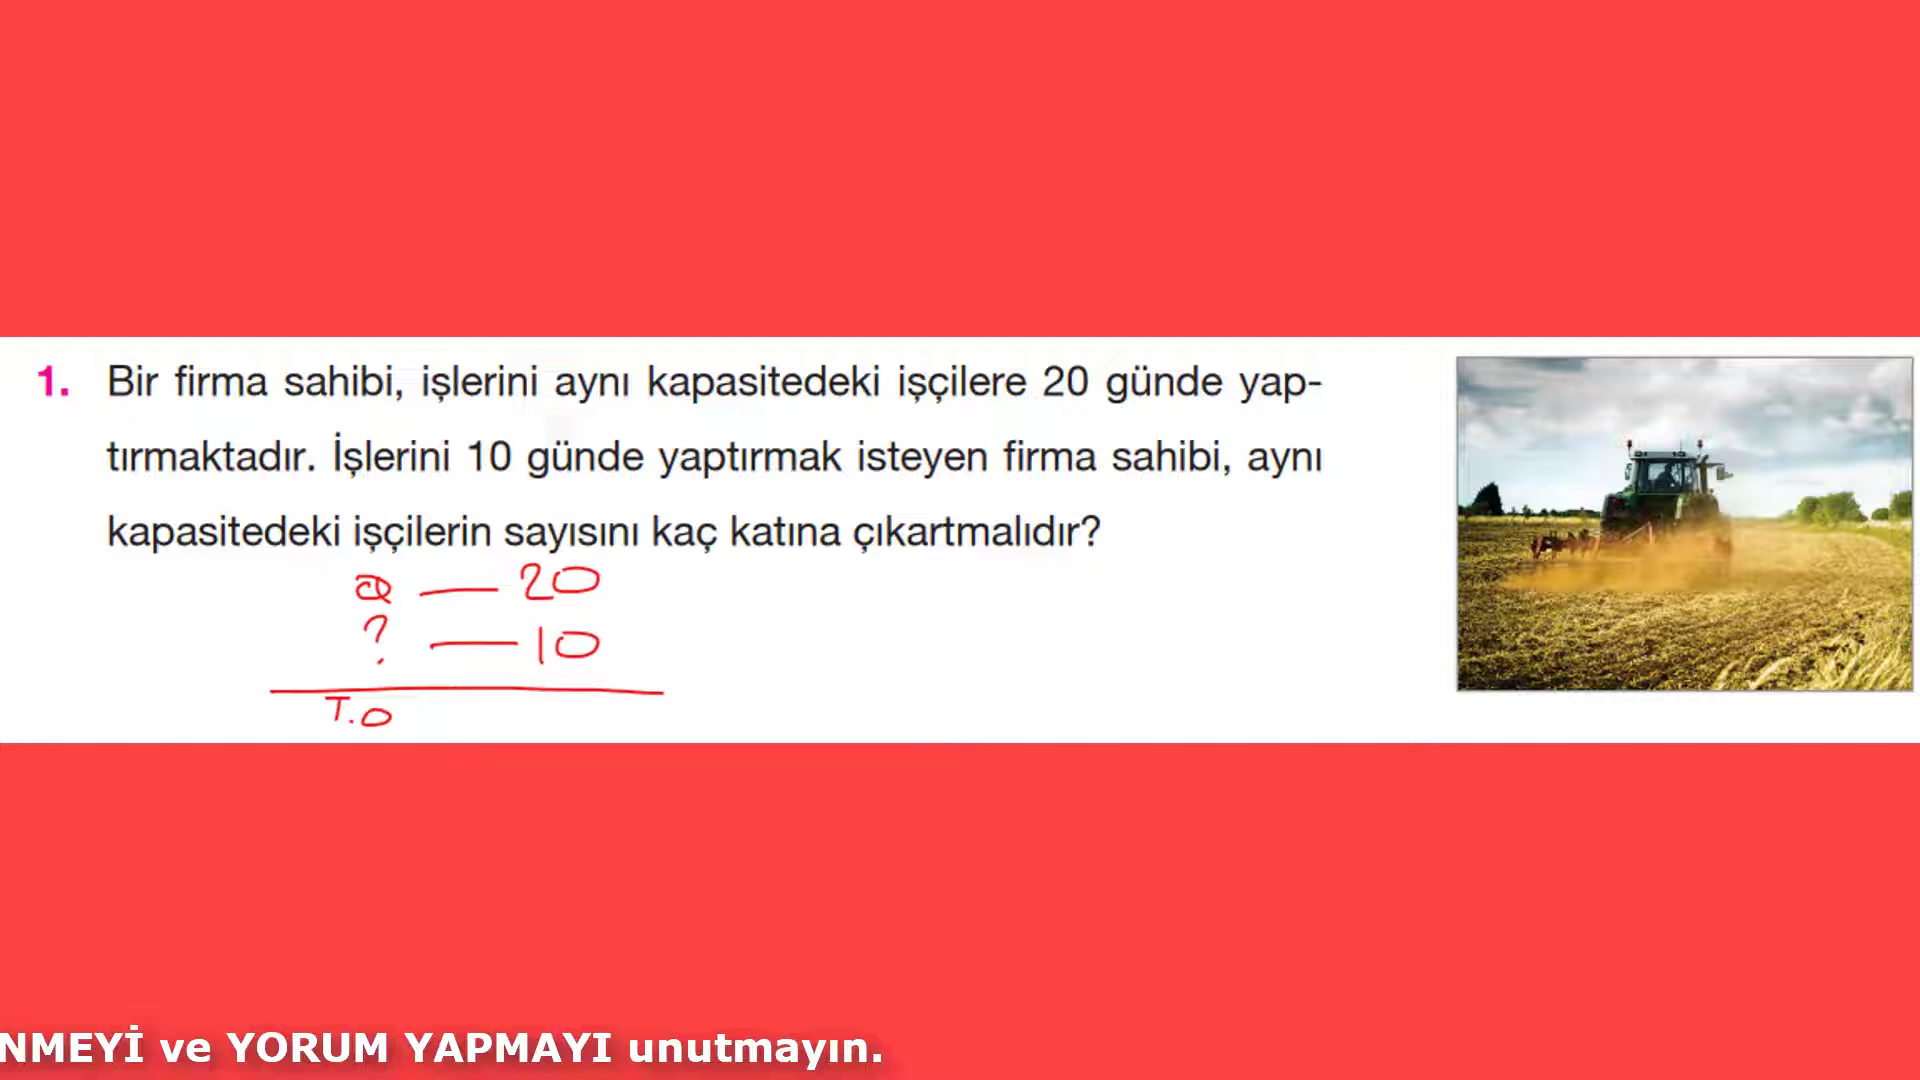 1. Bir firma sahibi, işlerini aynı kapasitedeki işçilere 20 günde yap-
tırmaktadır. İşlerini 10 günde yaptırmak isteyen firma sahibi, aynı
kapasitedeki işçilerin sayısını kaç katına çıkartmalıdır?
a — 20
? — 10
T.O
NMEYİ ve YORUM YAPMAYI unutmayın.